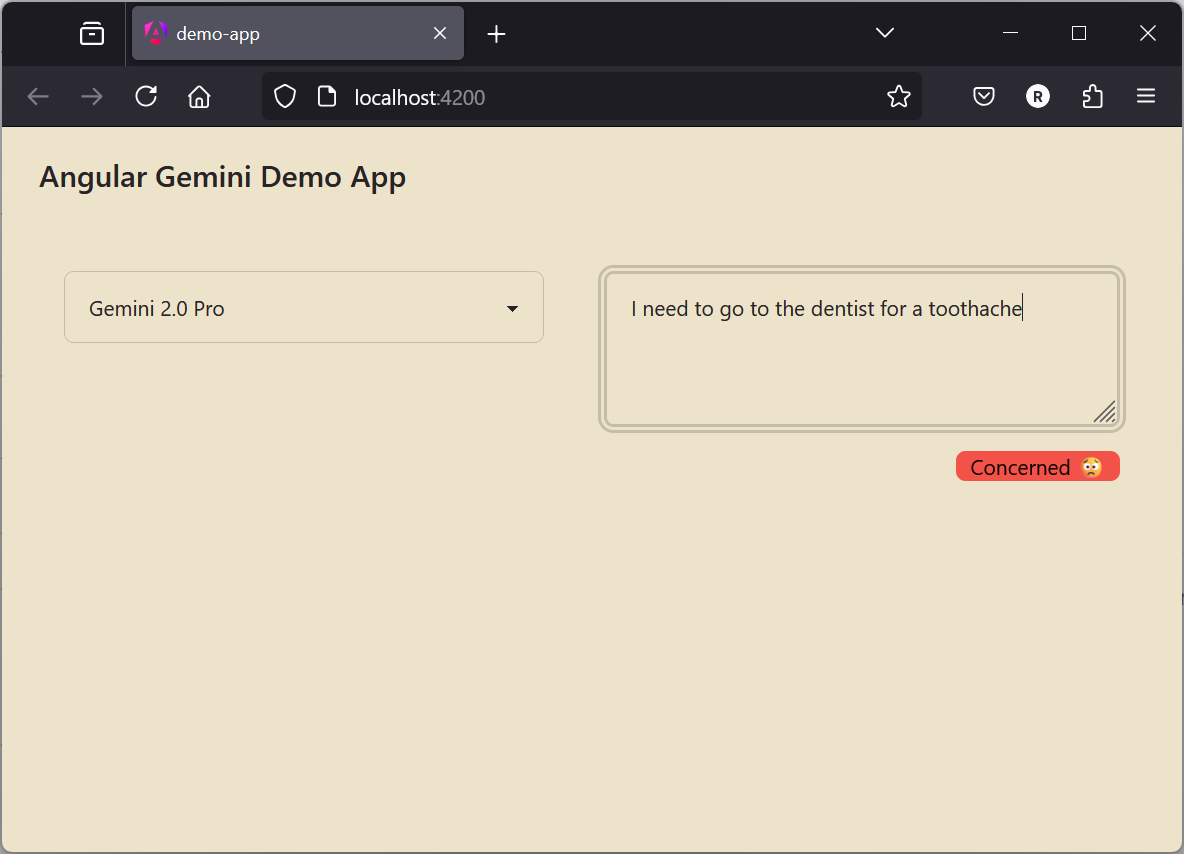 demo-app
localhost:4200
R
Angular Gemini Demo App
Gemini 2.0 Pro
I need to go to the dentist for a toothache
Concerned 😟